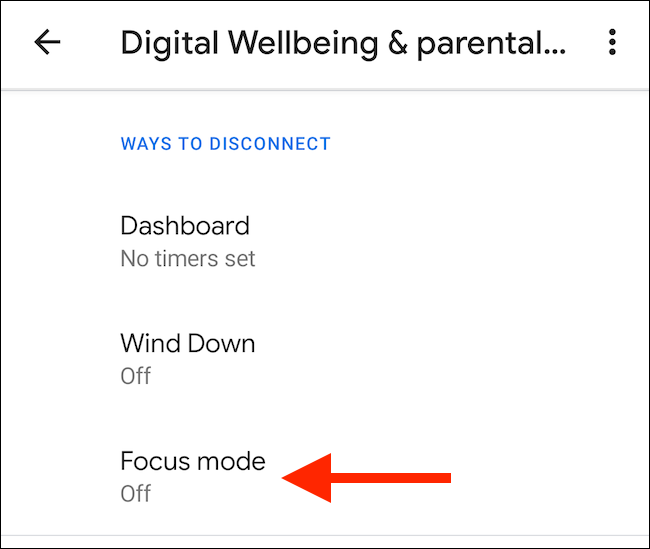 Digital Wellbeing & parental...
WAYS TO DISCONNECT
Dashboard
No timers set
Wind Down
Off
Focus mode
Off